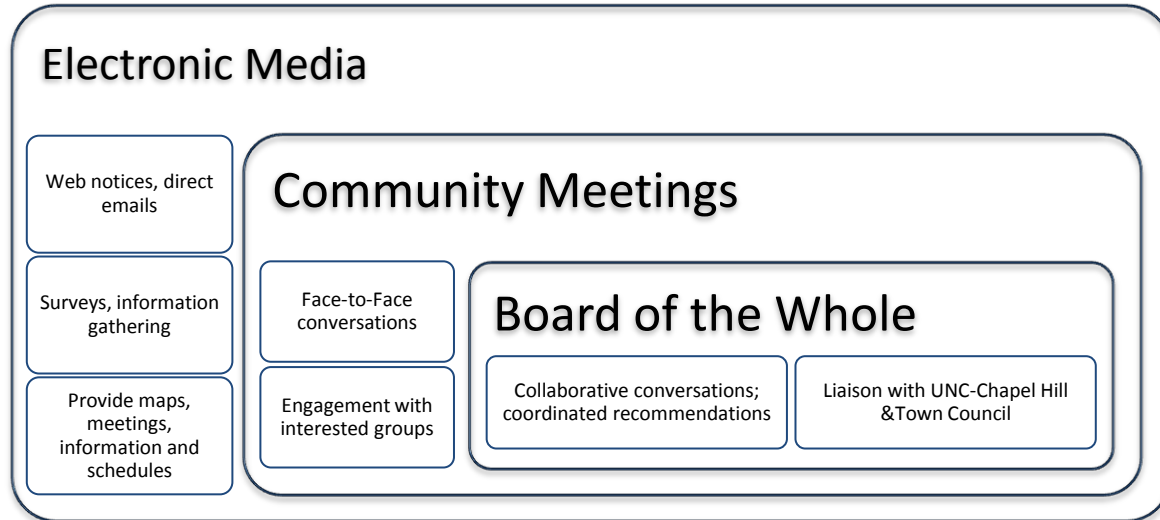 Electronic Media
Web notices, direct
emails
Surveys, information
gathering
Provide maps,
meetings,
information and
schedules
Community Meetings
Face-to-Face
conversations
Engagement with
interested groups
Board of the Whole
Collaborative conversations;
coordinated recommendations
Liaison with UNC-Chapel Hill
&Town Council